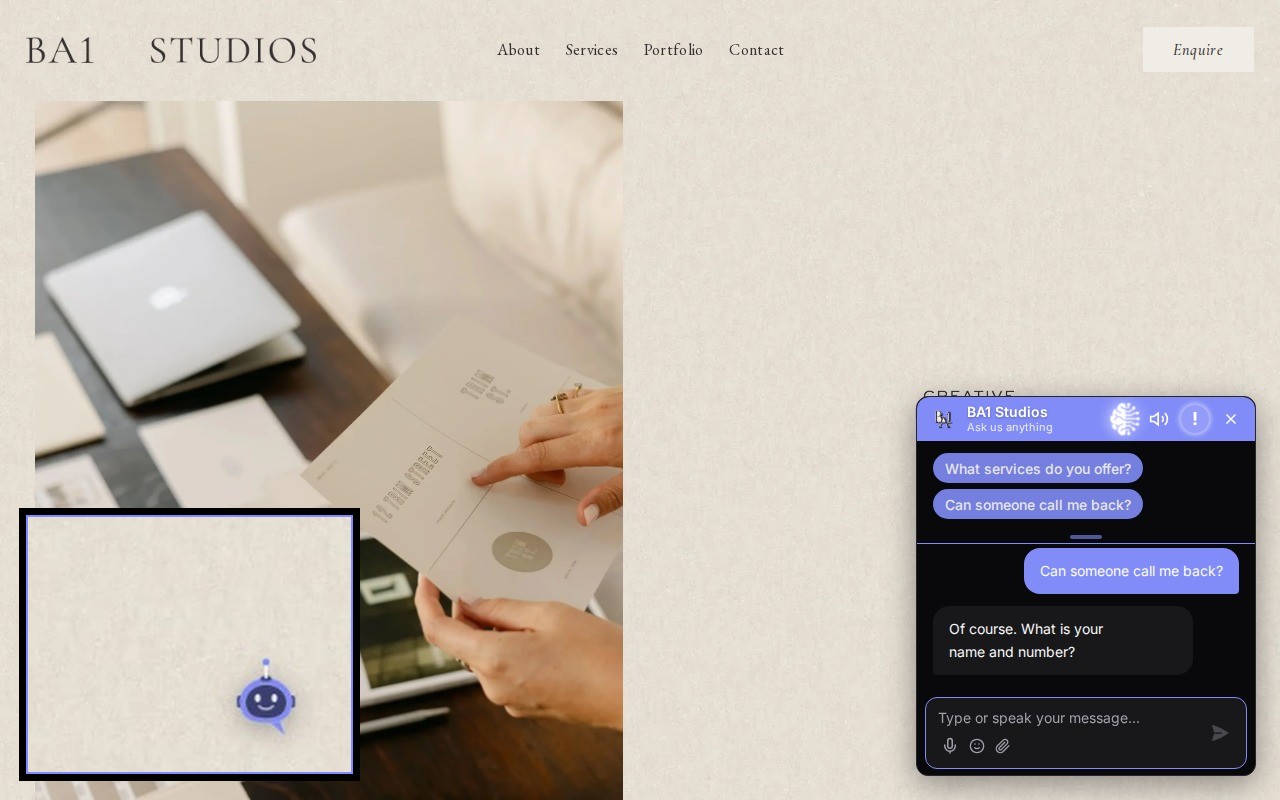 BA1 STUDIOS
About
Services
Portfolio
Contact
Enquire
BA1 Studios
Ask us anything
What services do you offer?
Can someone call me back?
Can someone call me back?
Of course. What is your
name and number?
Type or speak your message...